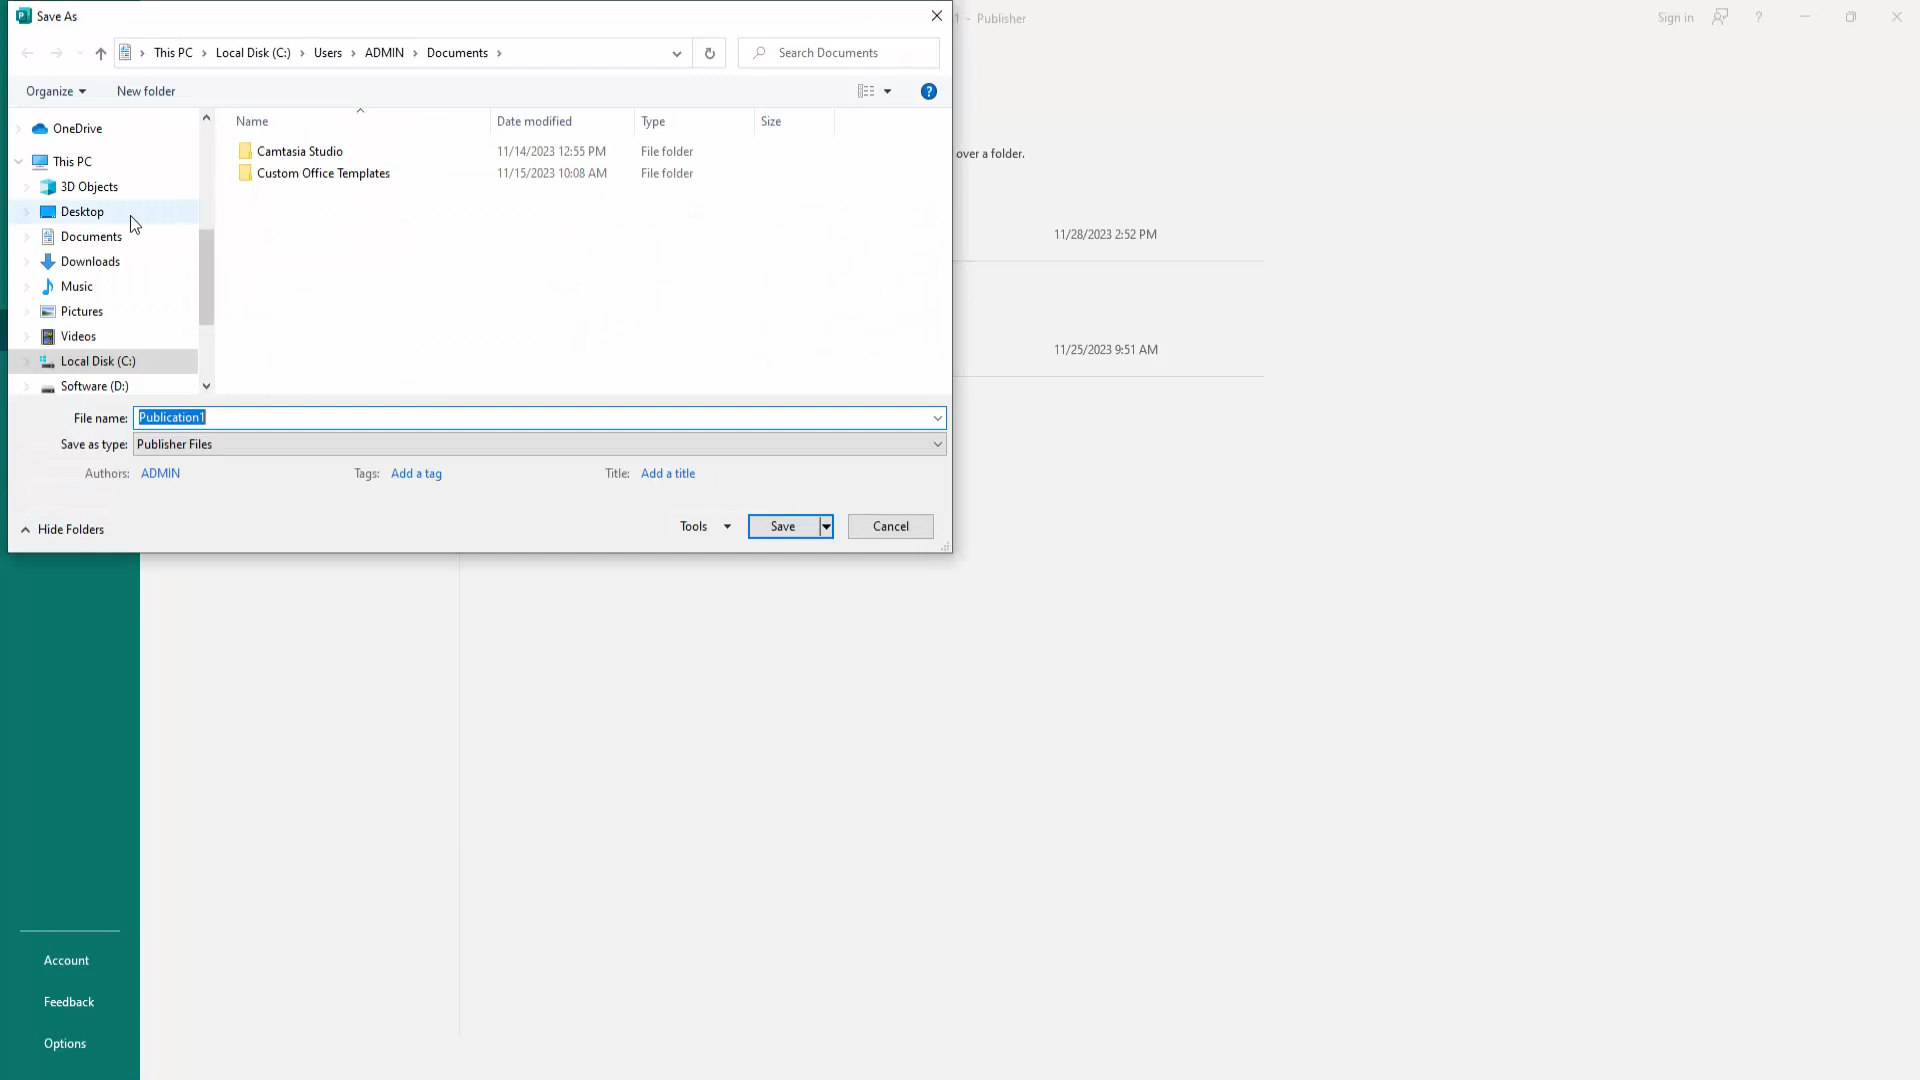 Save As
1 - Publisher
Sign in
?
This PC
Local Disk (C:)
Users
ADMIN
Documents
Search Documents
Organize
New folder
?
OneDrive
This PC
3D Objects
Desktop
Documents
Downloads
Music
Pictures
Videos
Local Disk (C:)
Software (D:)
Name
Date modified
Type
Size
Camtasia Studio
11/14/2023 12:55 PM
File folder
Custom Office Templates
11/15/2023 10:08 AM
File folder
over a folder.
11/28/2023 2:52 PM
11/25/2023 9:51 AM
File name: Publication1
Save as type: Publisher Files
Authors: ADMIN
Tags: Add a tag
Title: Add a title
Hide Folders
Tools
Save
Cancel
Account
Feedback
Options